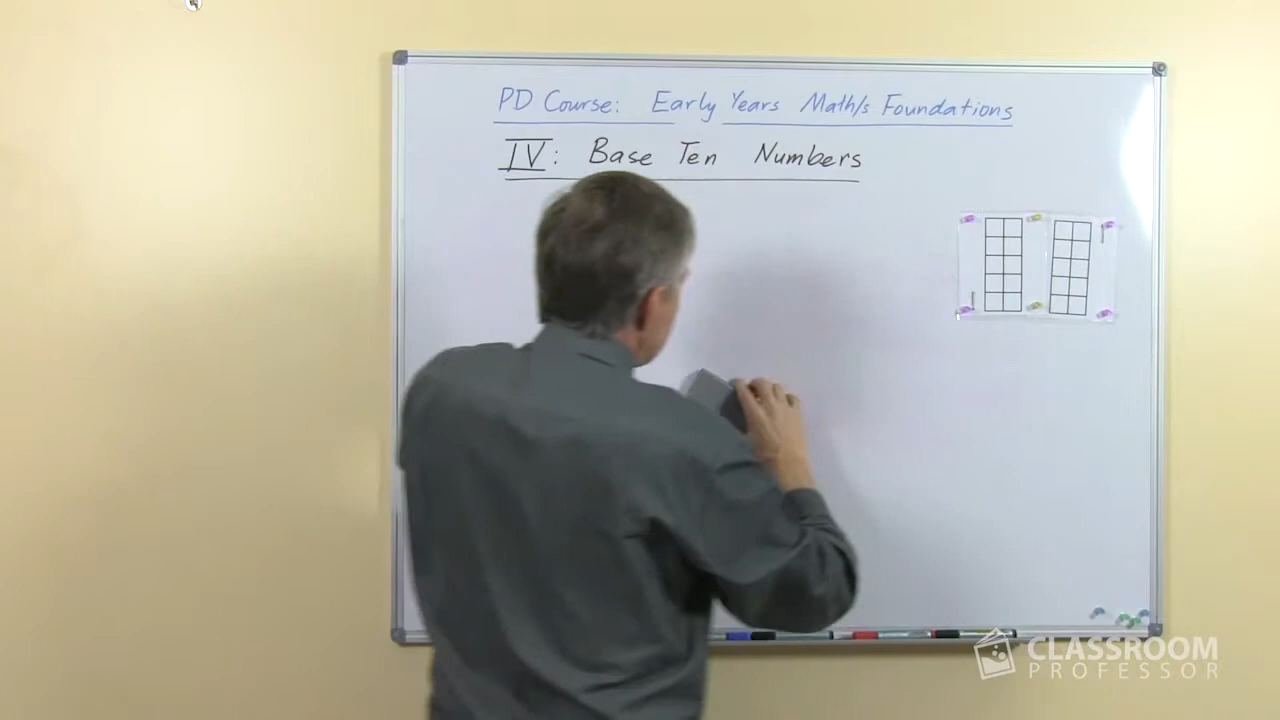 PD Course: Early Years Math/s Foundations
IV: Base Ten Numbers
CLASSROOM
PROFESSOR